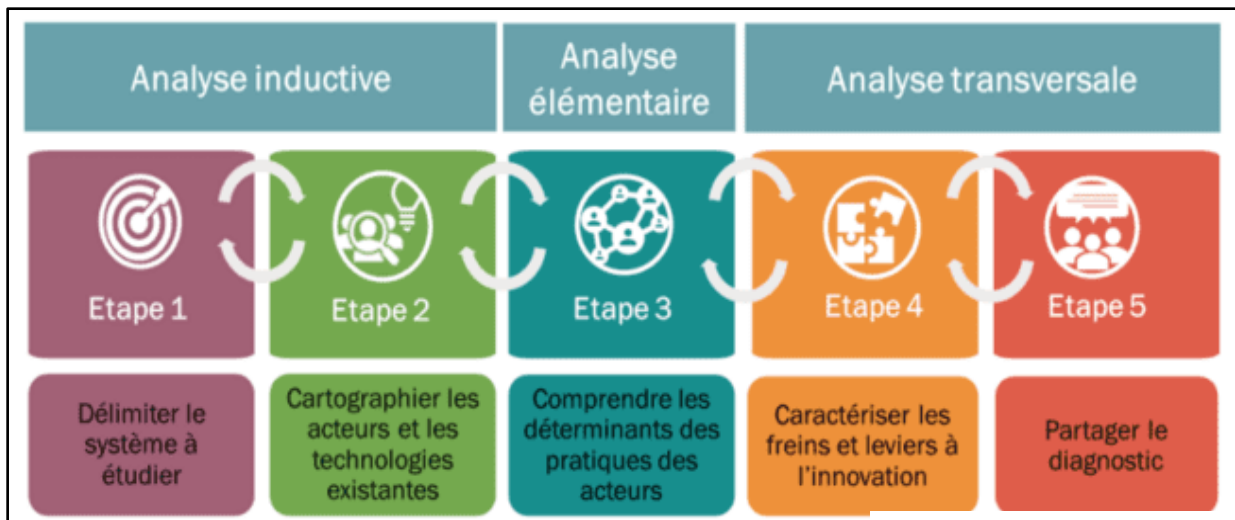 Analyse inductive
Analyse
élémentaire
Analyse transversale
Etape 1
Etape 2
Etape 3
Etape 4
Etape 5
Délimiter le
système à
étudier
Cartographier les
acteurs et les
technologies
existantes
Comprendre les
déterminants des
pratiques des
acteurs
Caractériser les
freins et leviers à
l'innovation
Partager le
diagnostic